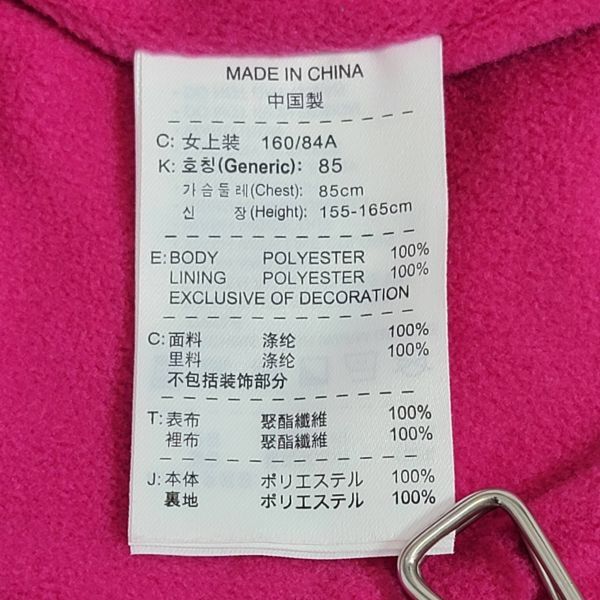 MADE IN CHINA
中国製
C: 女上装 160/84A
K: 호칭(Generic): 85
가슴둘레(Chest): 85cm
신 장(Height): 155-165cm
E: BODY POLYESTER 100%
LINING POLYESTER 100%
EXCLUSIVE OF DECORATION
C: 面料 涤纶 100%
里料 涤纶 100%
不包括装饰部分
T: 表布 聚酯纖維 100%
裡布 聚酯纖維 100%
J: 本体 ポリエステル 100%
裏地 ポリエステル 100%